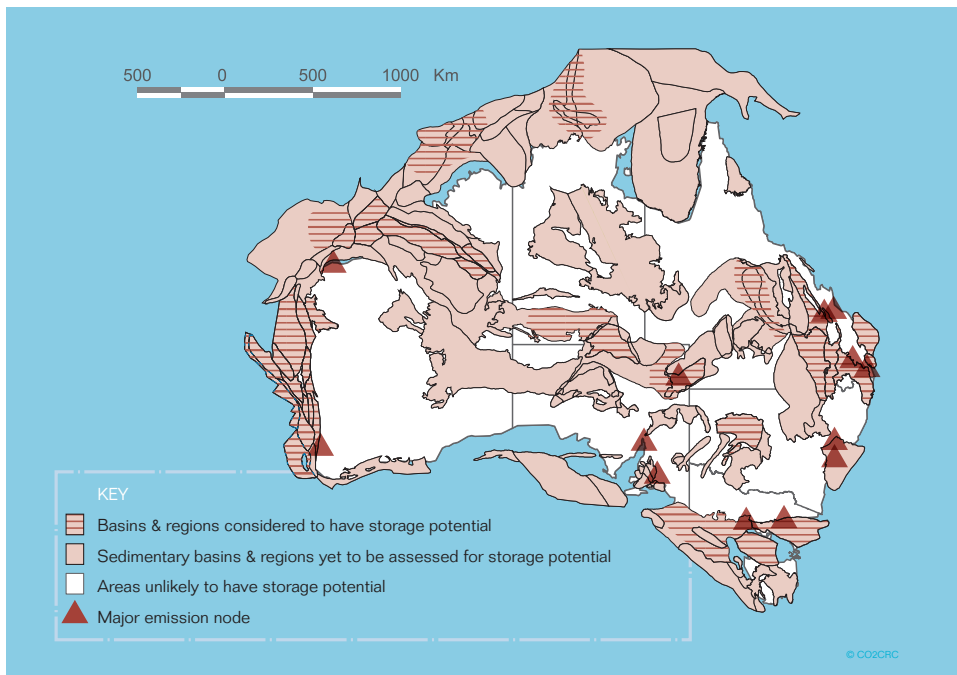 500 0 500 1000 Km
KEY
Basins & regions considered to have storage potential
Sedimentary basins & regions yet to be assessed for storage potential
Areas unlikely to have storage potential
Major emission node
© CO2CRC